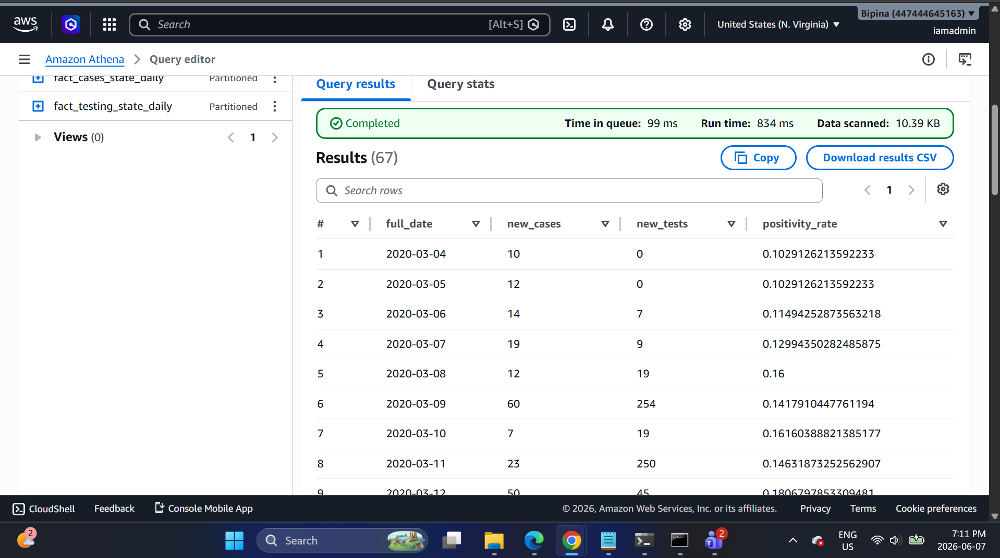 Bipina (447444645163)
aws
Search
[Alt+S]
United States (N. Virginia)
iamadmin
Amazon Athena
Query editor
fact_cases_state_daily
Partitioned
fact_testing_state_daily
Partitioned
Views (0)
1
Query results
Query stats
Completed
Time in queue: 99 ms
Run time: 834 ms
Data scanned: 10.39 KB
Results (67)
Copy
Download results CSV
Search rows
1
# full_date new_cases new_tests positivity_rate
1 2020-03-04 10 0 0.1029126213592233
2 2020-03-05 12 0 0.1029126213592233
3 2020-03-06 14 7 0.11494252873563218
4 2020-03-07 19 9 0.12994350282485875
5 2020-03-08 12 19 0.16
6 2020-03-09 60 254 0.1417910447761194
7 2020-03-10 7 19 0.16160388821385177
8 2020-03-11 23 250 0.14631873252562907
9 2020-03-12 50 45 0.1806797853309481
CloudShell
Feedback
Console Mobile App
© 2026, Amazon Web Services, Inc. or its affiliates.
Privacy
Terms
Cookie preferences
2
Search
2
ENG
US
7:11 PM
2026-06-07